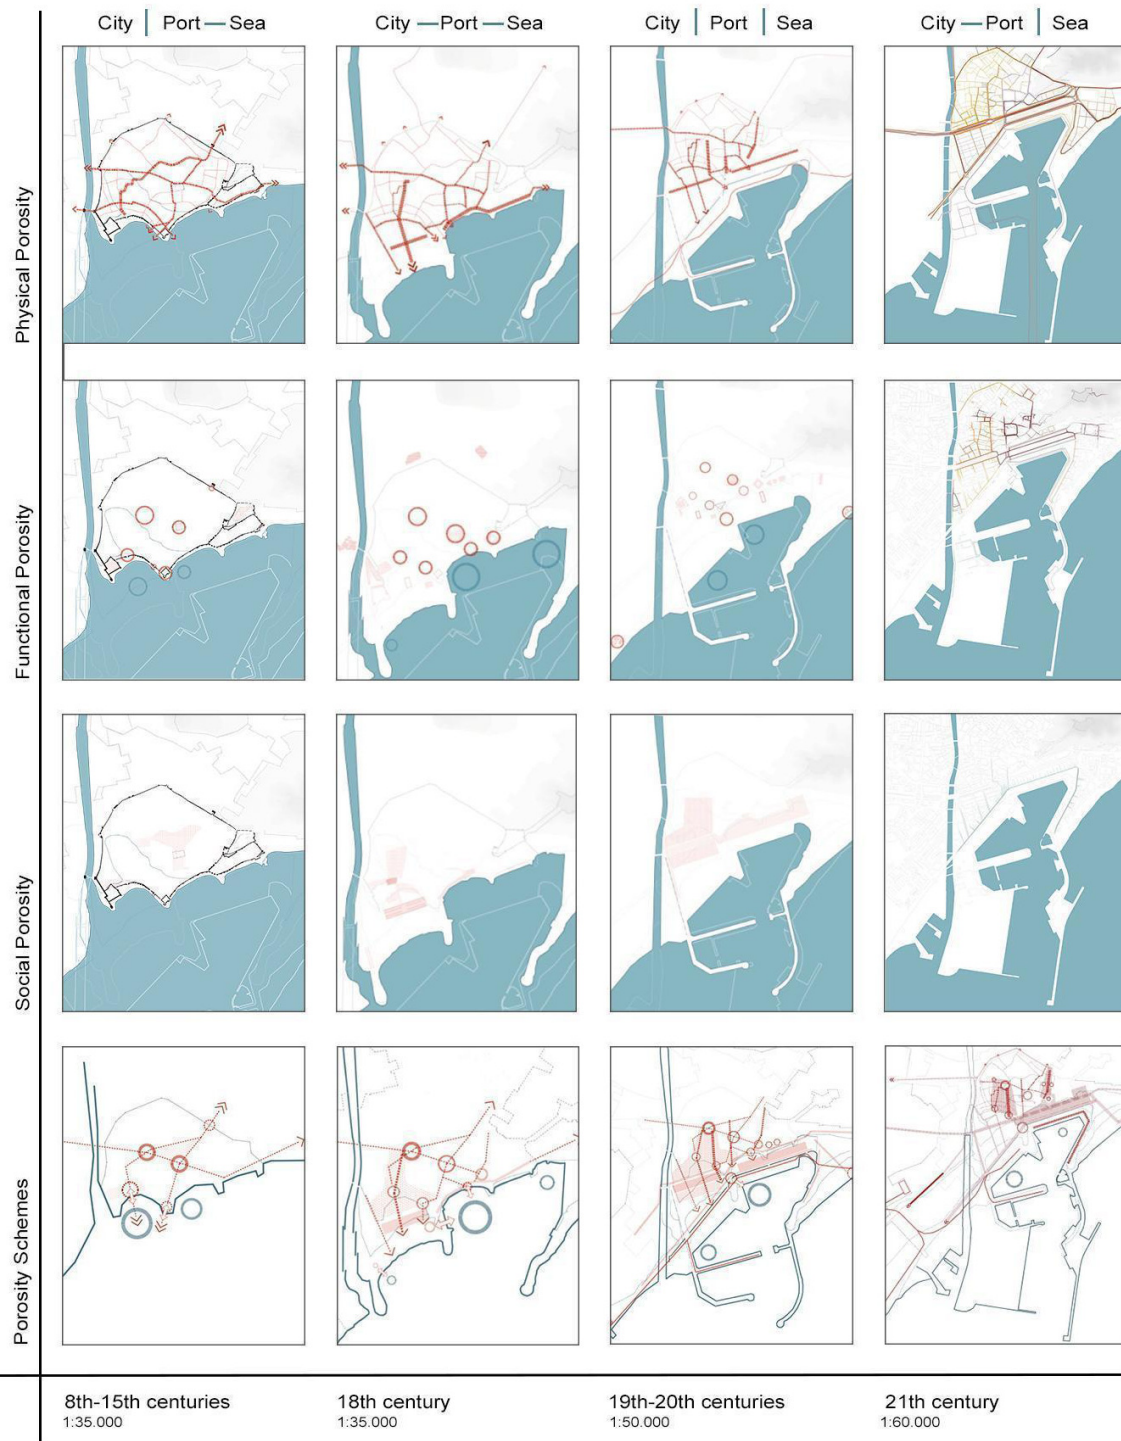 City | Port — Sea
City — Port — Sea
City | Port | Sea
City — Port | Sea
Physical Porosity
Functional Porosity
Social Porosity
Porosity Schemes
8th-15th centuries
1:35.000
18th century
1:35.000
19th-20th centuries
1:50.000
21th century
1:60.000